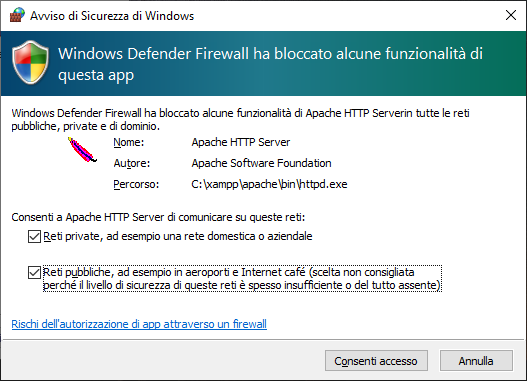 Avviso di Sicurezza di Windows
Windows Defender Firewall ha bloccato alcune funzionalità di
questa app
Windows Defender Firewall ha bloccato alcune funzionalità di Apache HTTP Serverin tutte le reti
pubbliche, private e di dominio.
Nome: Apache HTTP Server
Autore: Apache Software Foundation
Percorso: C:\xampp\apache\bin\httpd.exe
Consenti a Apache HTTP Server di comunicare su queste reti:
Reti private, ad esempio una rete domestica o aziendale
Reti pubbliche, ad esempio in aeroporti e Internet café (scelta non consigliata
perché il livello di sicurezza di queste reti è spesso insufficiente o del tutto assente)
Rischi dell'autorizzazione di app attraverso un firewall
Consenti accesso Annulla